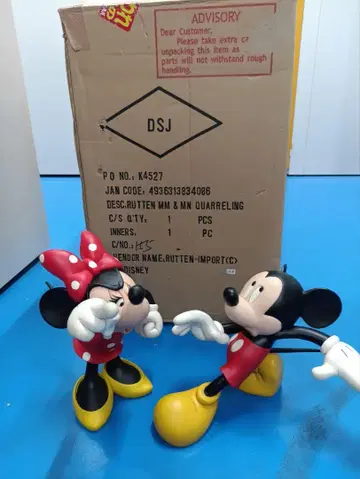 ADVISORY
Dear Customer,
Please take extra or
unpacking this item as
parts will not withstand rough
handling.
DSJ
P O NO.: K4527
JAN CODE: 4936313834086
DESC:RUTTEN MM & MN QUARRELING
C/S Q'TY: 1 PCS
INNERS. 1 PC
C/NO.:
VENDOR NAME:RUTTEN-IMPORT(C)
DISNEY